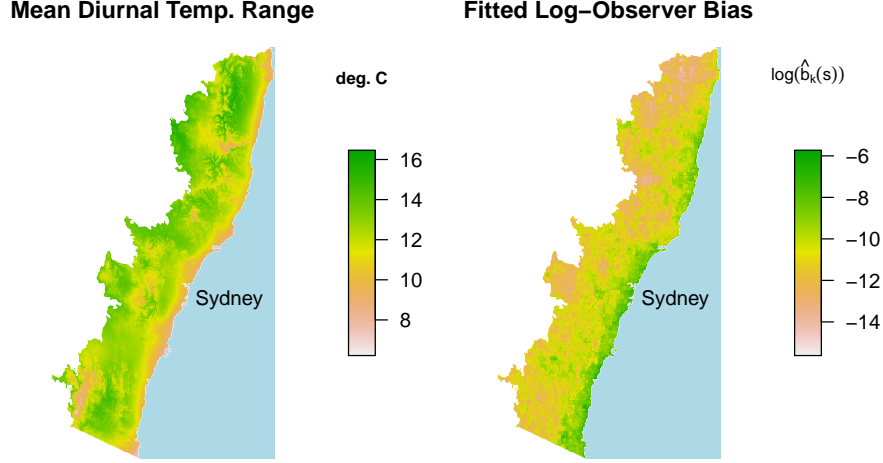 Mean Diurnal Temp. Range
deg. C
16
14
12
10
8
Sydney
Fitted Log−Observer Bias
log(b̂ₖ(s))
−6
−8
−10
−12
−14
Sydney